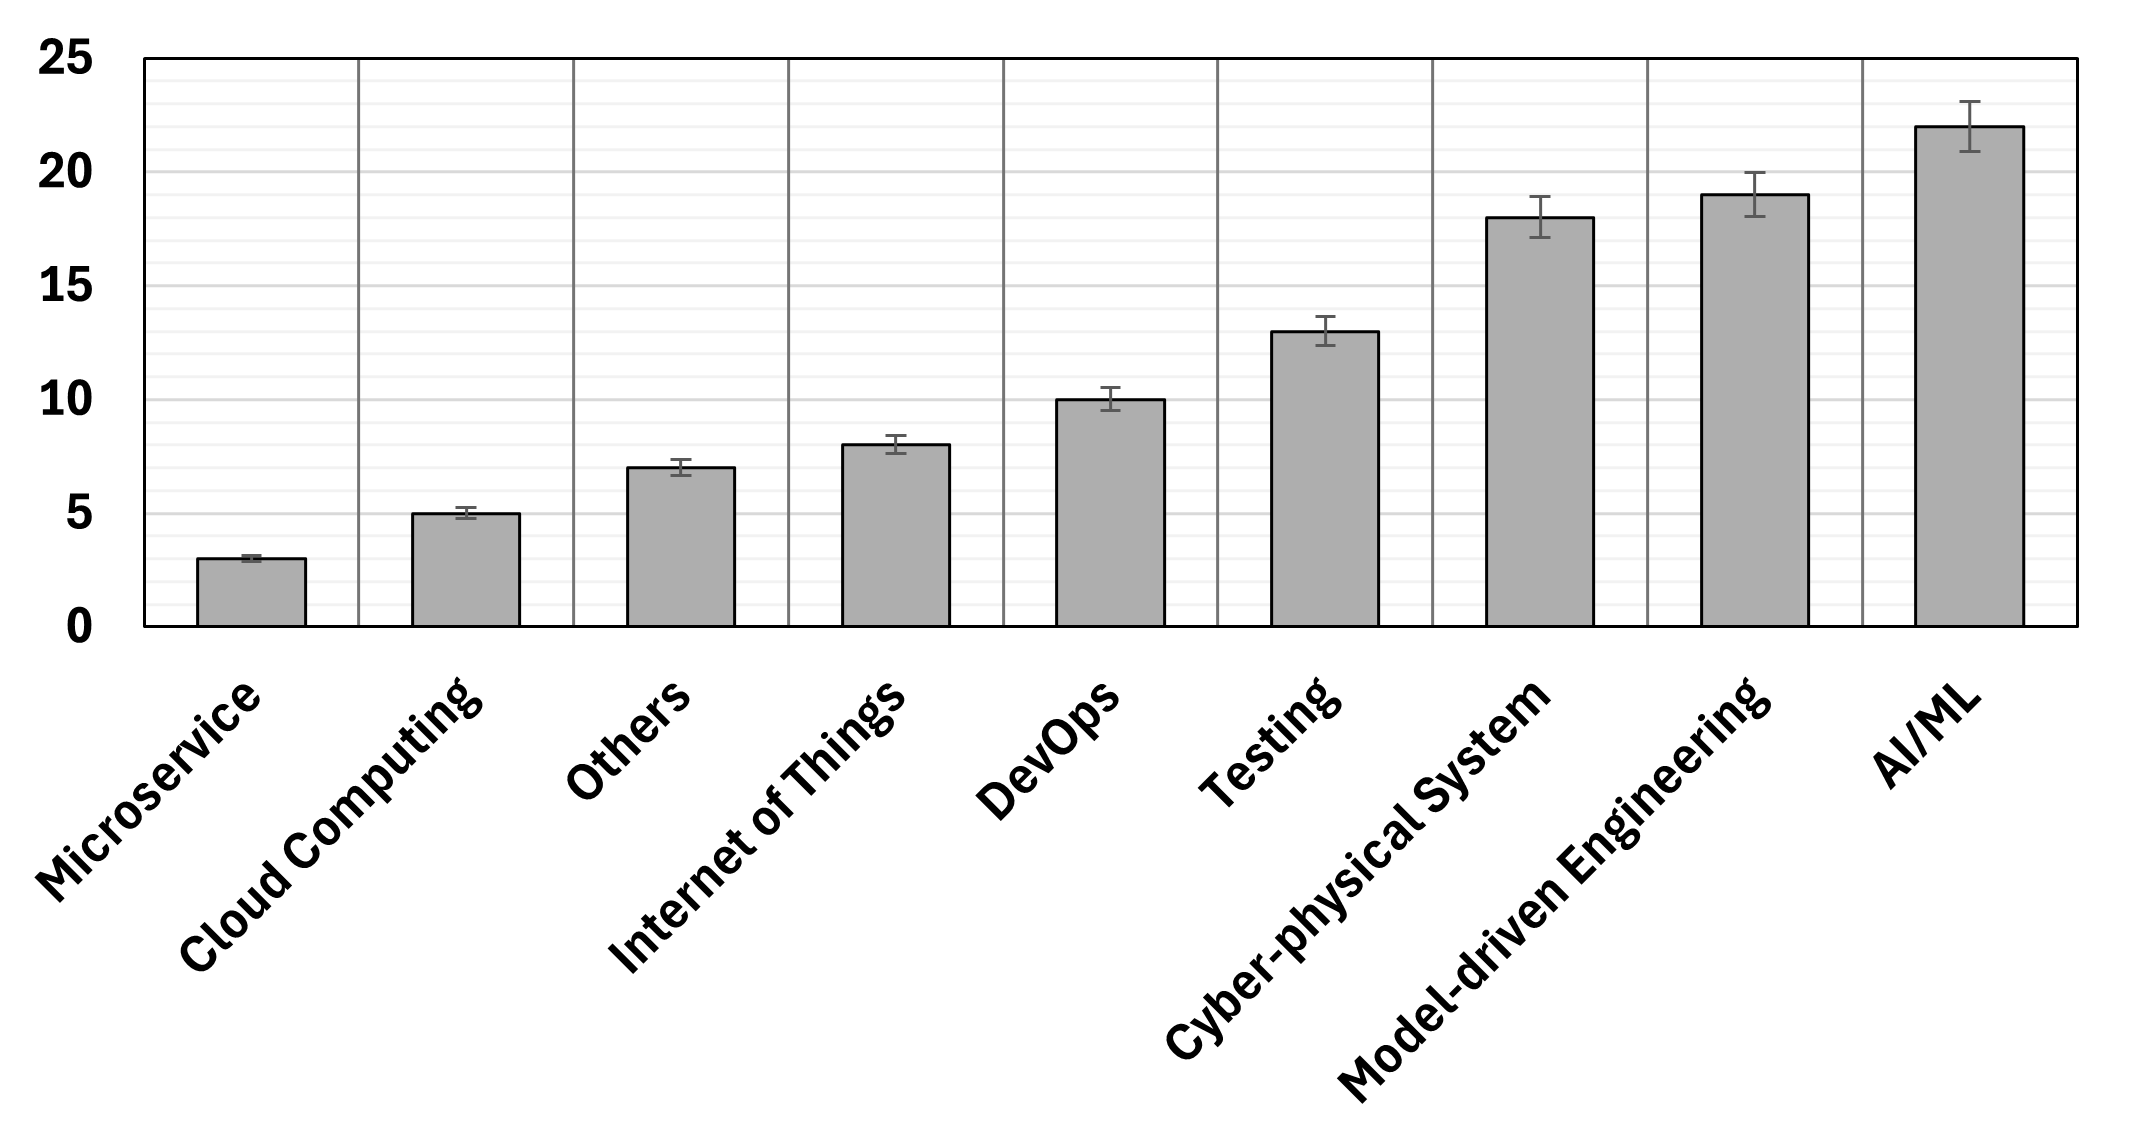 25
20
15
10
5
0
Microservice
Cloud Computing
Others
Internet of Things
DevOps
Testing
Cyber-physical System
Model-driven Engineering
AI/ML